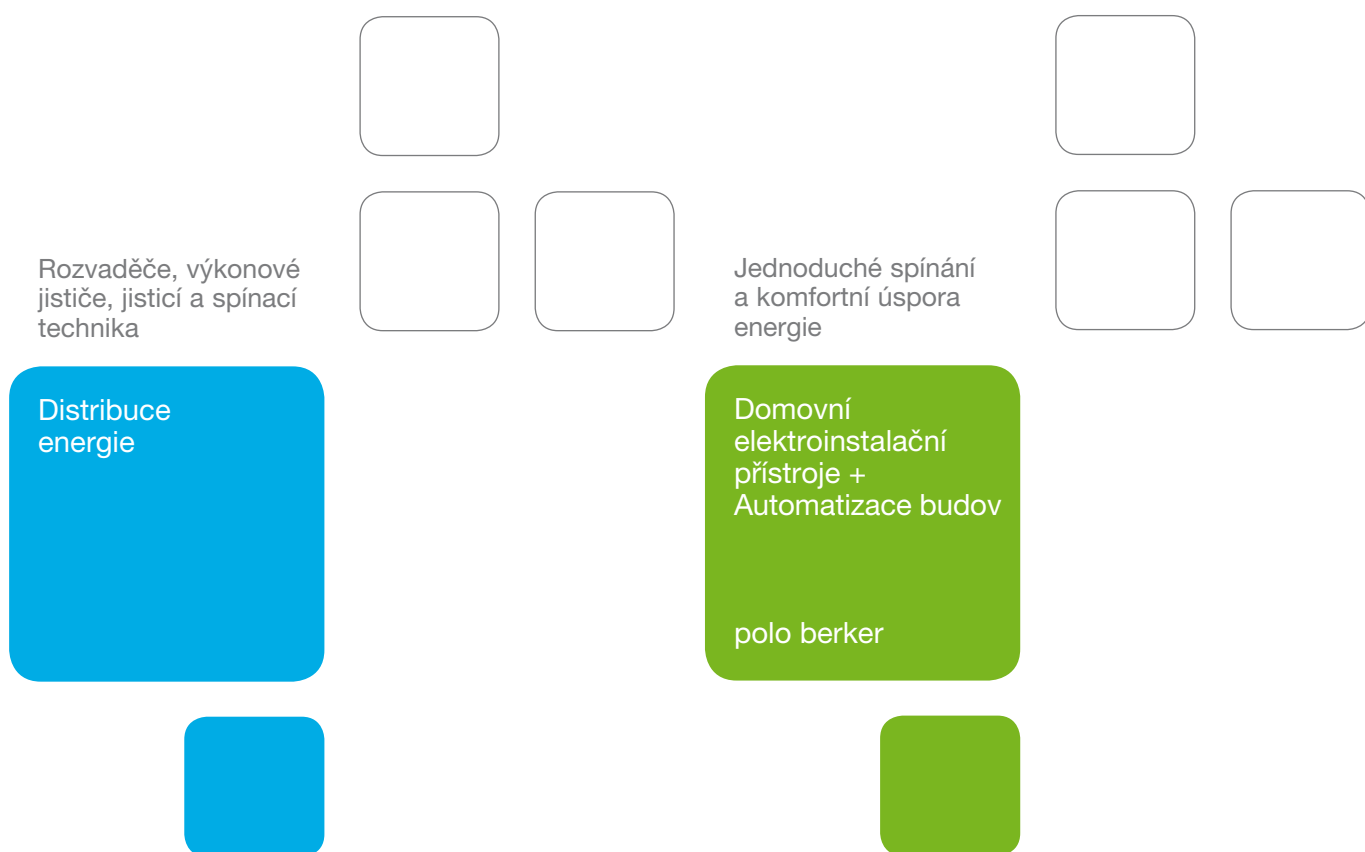 Rozvaděče, výkonové
jističe, jisticí a spínací
technika
Distribuce
energie
Jednoduché spínání
a komfortní úspora
energie
Domovní
elektroinstalační
přístroje +
Automatizace budov
polo berker